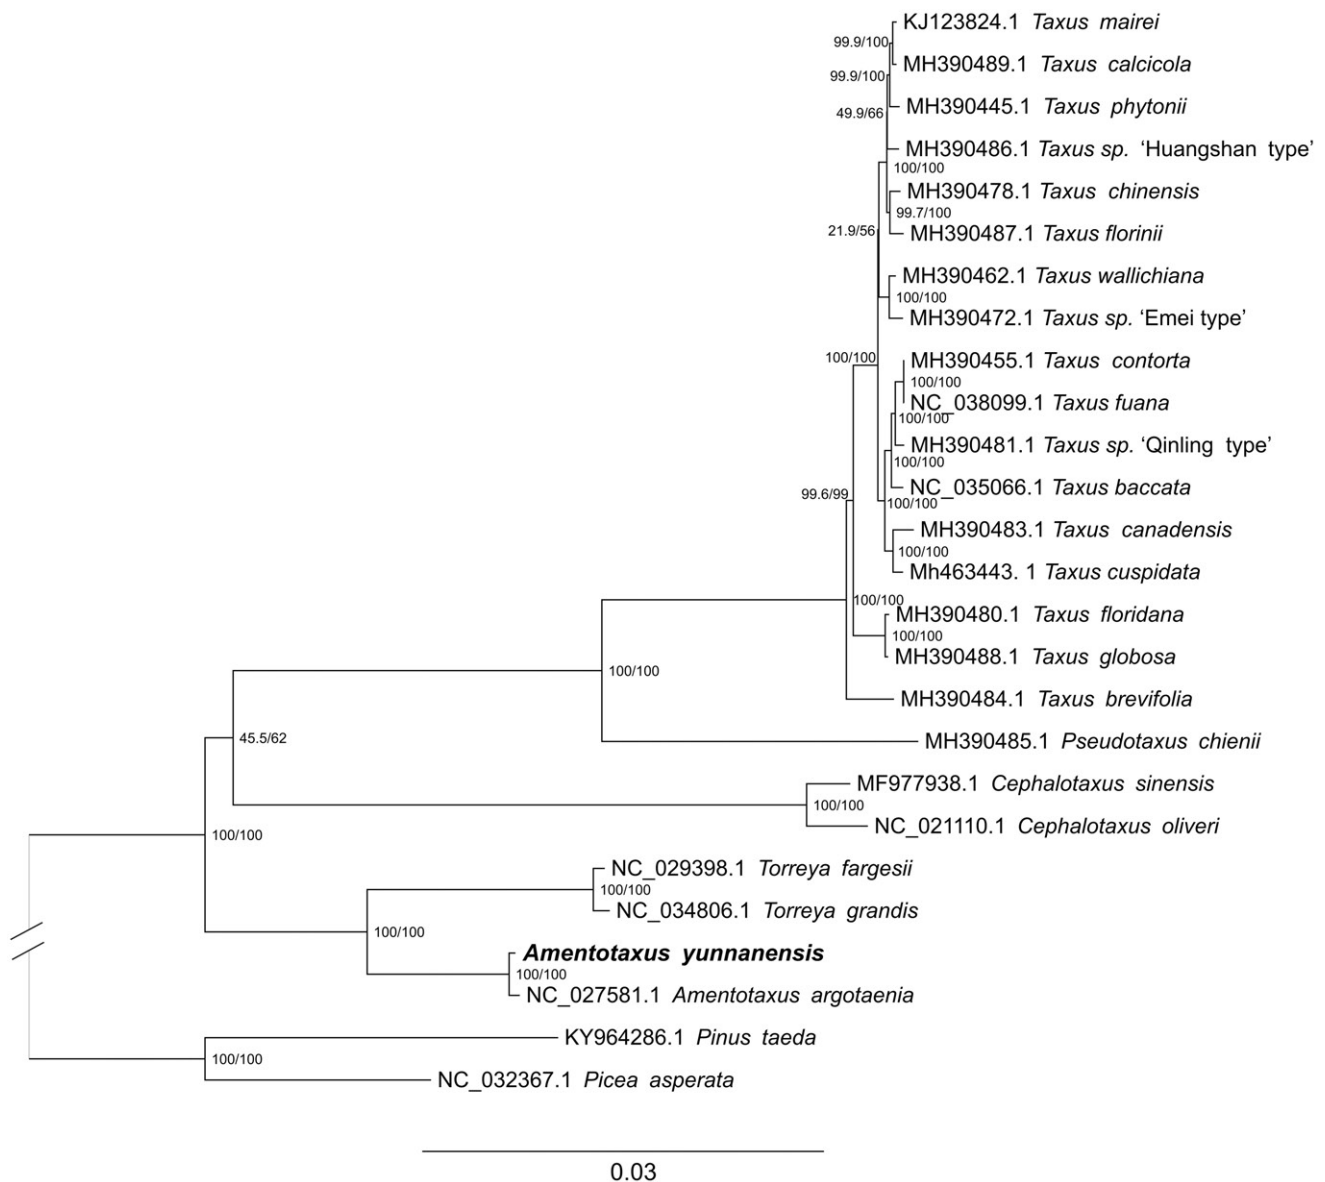 KJ123824.1 Taxus mairei
99.9/100
MH390489.1 Taxus calcicola
99.9/100
MH390445.1 Taxus phytonii
49.9/66
MH390486.1 Taxus sp. ‘Huangshan type’
100/100
MH390478.1 Taxus chinensis
99.7/100
21.9/56
MH390487.1 Taxus florinii
MH390462.1 Taxus wallichiana
100/100
MH390472.1 Taxus sp. ‘Emei type’
100/100
MH390455.1 Taxus contorta
100/100
NC_038099.1 Taxus fuana
100/100
MH390481.1 Taxus sp. ‘Qinling type’
100/100
NC_035066.1 Taxus baccata
99.6/99
100/100
MH390483.1 Taxus canadensis
100/100
Mh463443. 1 Taxus cuspidata
100/100
MH390480.1 Taxus floridana
100/100
MH390488.1 Taxus globosa
100/100
MH390484.1 Taxus brevifolia
45.5/62
MH390485.1 Pseudotaxus chienii
MF977938.1 Cephalotaxus sinensis
100/100
NC_021110.1 Cephalotaxus oliveri
100/100
NC_029398.1 Torreya fargesii
100/100
NC_034806.1 Torreya grandis
100/100
Amentotaxus yunnanensis
100/100
NC_027581.1 Amentotaxus argotaenia
KY964286.1 Pinus taeda
100/100
NC_032367.1 Picea asperata
0.03